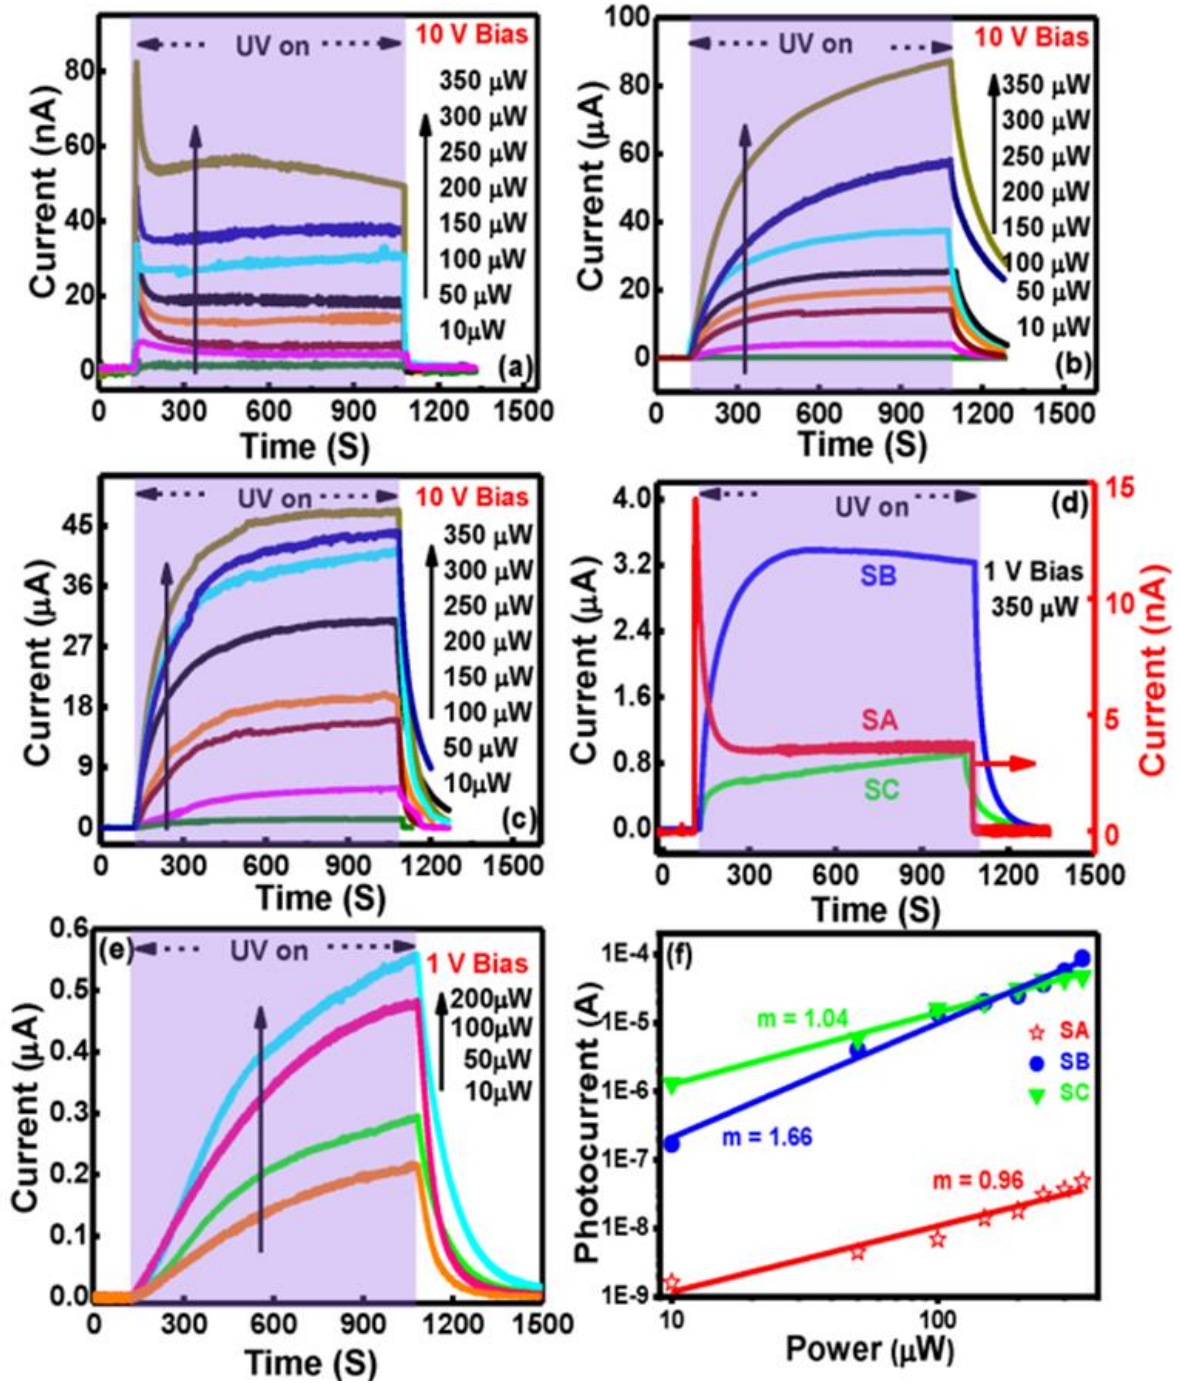 UV on
10 V Bias
350 µW
300 µW
250 µW
200 µW
150 µW
100 µW
50 µW
10µW
80
60
40
20
0
0 300 600 900 1200 1500
Current (nA)
Time (S)
(a)
UV on
10 V Bias
350 µW
300 µW
250 µW
200 µW
150 µW
100 µW
50 µW
10 µW
100
80
60
40
20
0
0 300 600 900 1200 1500
Current (µA)
Time (S)
(b)
UV on
10 V Bias
350 µW
300 µW
250 µW
200 µW
150 µW
100 µW
50 µW
10µW
45
36
27
18
9
0
0 300 600 900 1200 1500
Current (µA)
Time (S)
(c)
UV on
(d)
1 V Bias
350 µW
SB
SA
SC
4.0
3.2
2.4
1.6
0.8
0.0
15
10
5
0
0 300 600 900 1200 1500
Current (µA)
Current (nA)
Time (S)
(e)
UV on
1 V Bias
200µW
100µW
50µW
10µW
0.6
0.5
0.4
0.3
0.2
0.1
0.0
0 300 600 900 1200 1500
Current (µA)
Time (S)
(f)
m = 1.04
m = 1.66
m = 0.96
SA
SB
SC
1E-4
1E-5
1E-6
1E-7
1E-8
1E-9
10 100
Photocurrent (A)
Power (µW)